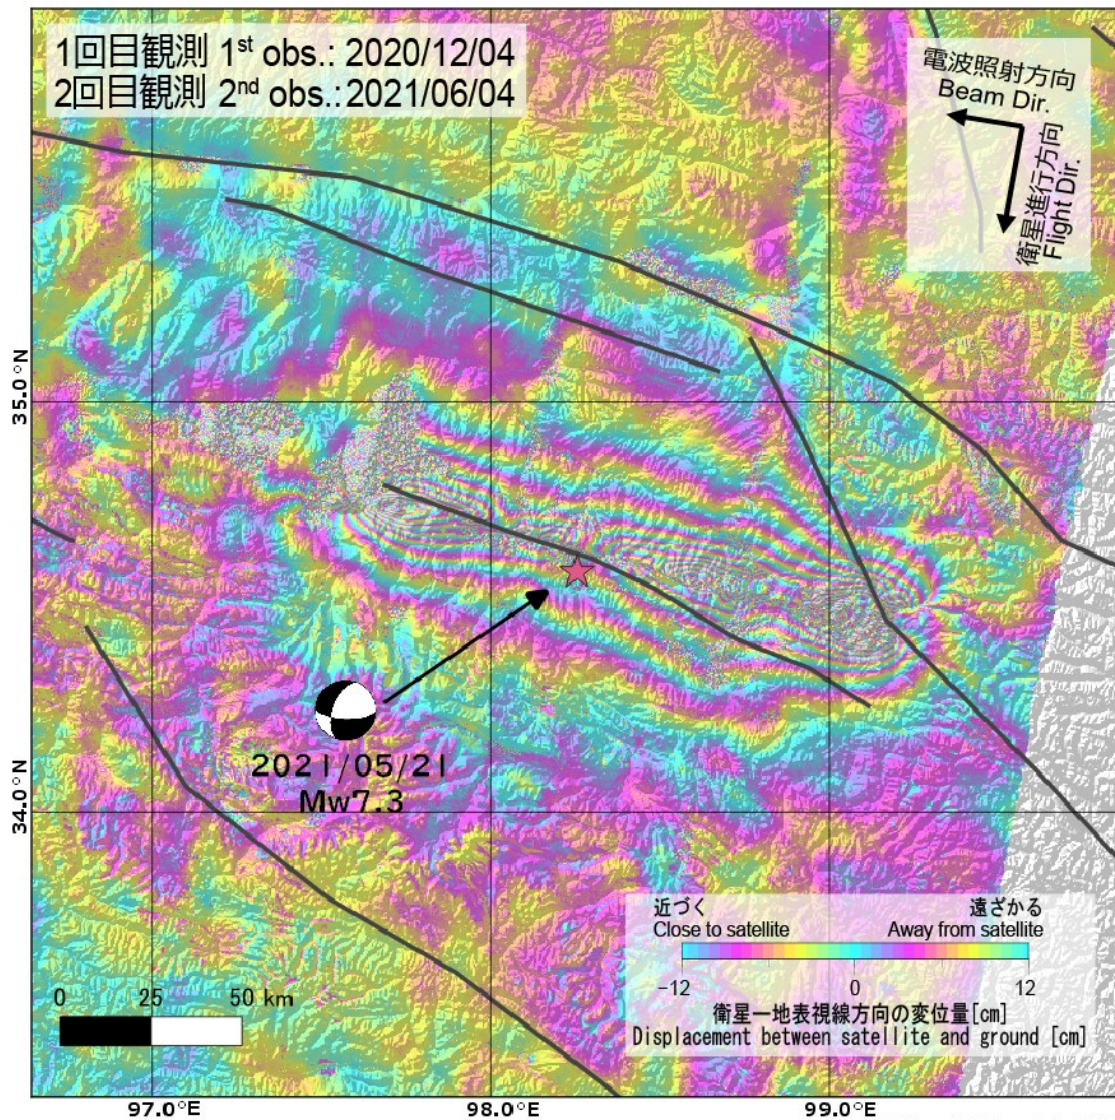 1回目観測 1st obs.: 2020/12/04
2回目観測 2nd obs.:2021/06/04
電波照射方向
Beam Dir.
衛星進行方向
Flight Dir.
35.0°N
34.0°N
2021/05/21
Mw7.3
近づく 遠ざかる
Close to satellite Away from satellite
-12 0 12
衛星—地表視線方向の変位量[cm]
Displacement between satellite and ground [cm]
0 25 50 km
97.0°E 98.0°E 99.0°E